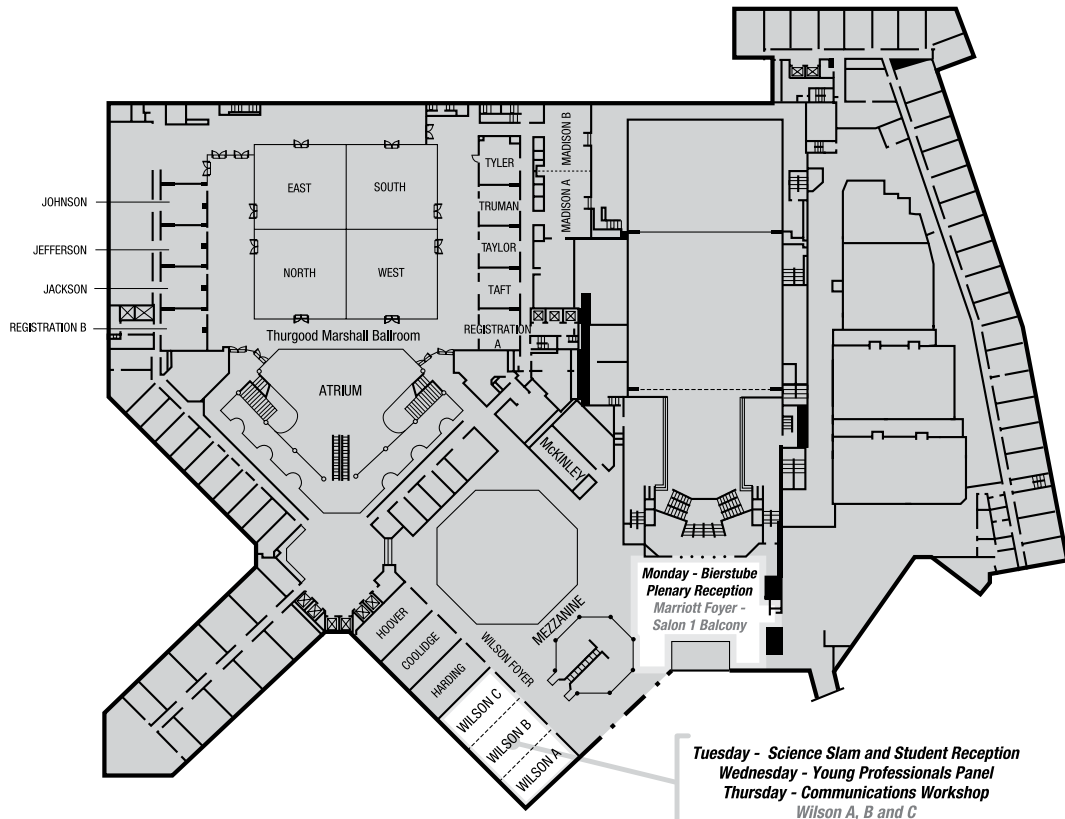 MADISON B
TYLER
EAST
SOUTH
JOHNSON
TRUMAN
MADISON A
JEFFERSON
TAYLOR
NORTH
WEST
JACKSON
TAFT
REGISTRATION B
Thurgood Marshall Ballroom
REGISTRATION
A
ATRIUM
McKINLEY
Monday - Bierstube
Plenary Reception
Marriott Foyer -
Salon 1 Balcony
MEZZANINE
HOOVER
COOLIDGE
WILSON FOYER
HARDING
WILSON C
WILSON B
WILSON A
Tuesday - Science Slam and Student Reception
Wednesday - Young Professionals Panel
Thursday - Communications Workshop
Wilson A, B and C